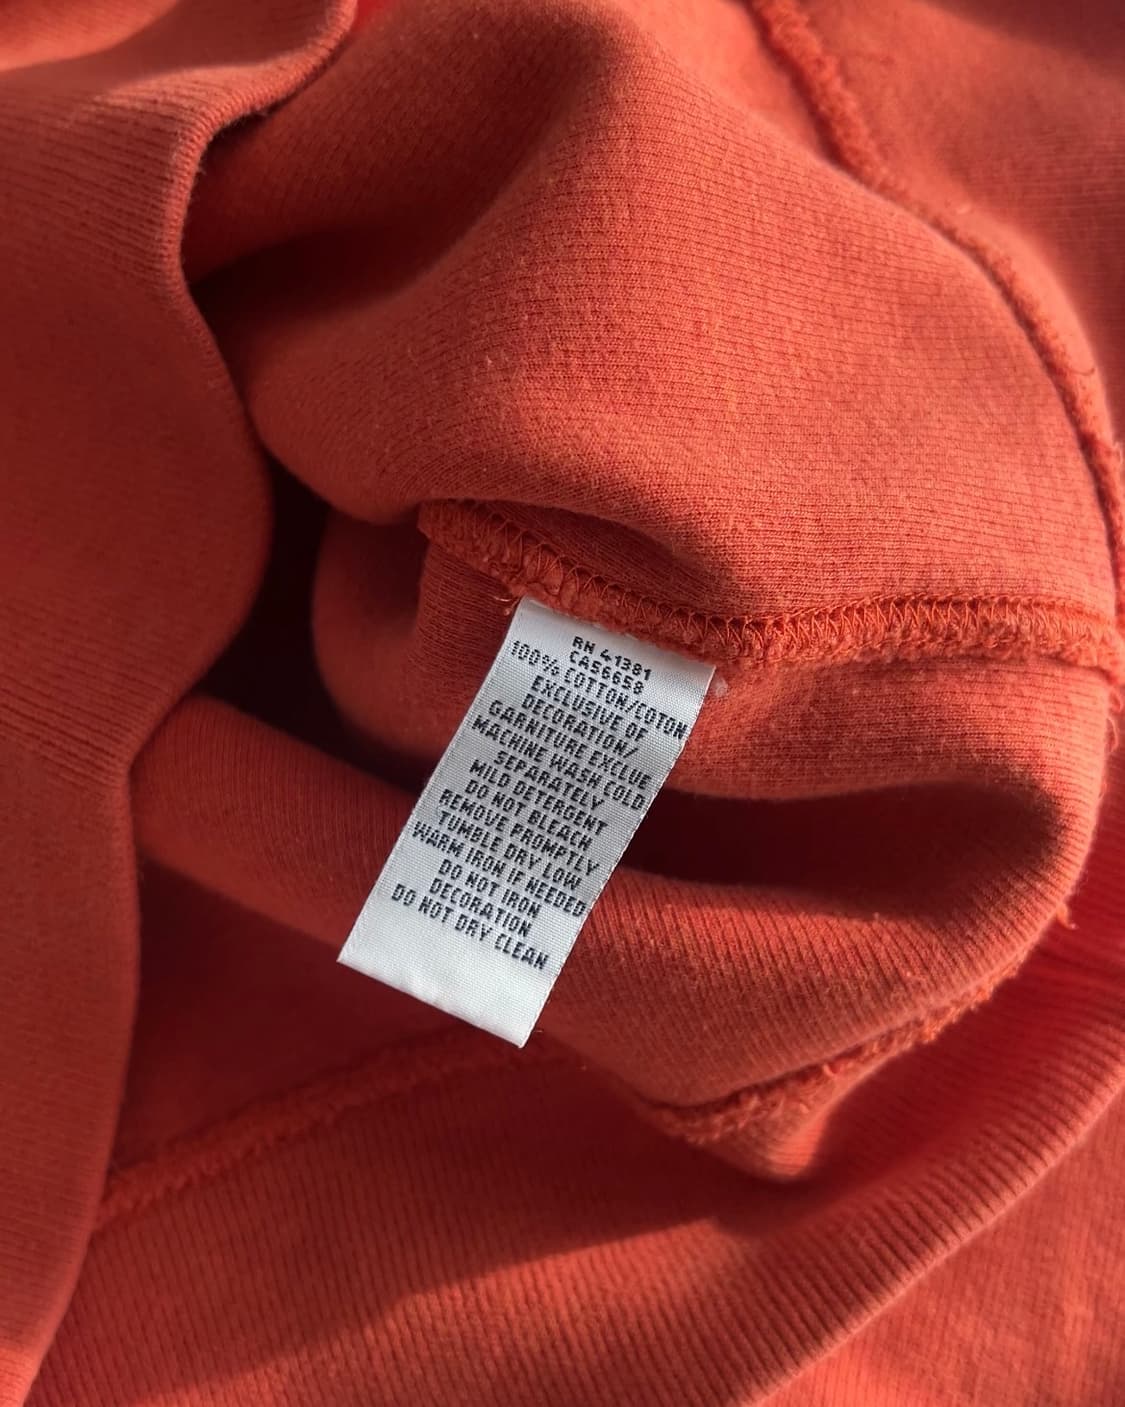 RN 41381
CA56658
100% COTTON/COTON
EXCLUSIVE OF
DECORATION/
GARNITURE EXCLUE
MACHINE WASH COLD
SEPARATELY
MILD DETERGENT
DO NOT BLEACH
REMOVE PROMPTLY
TUMBLE DRY LOW
WARM IRON IF NEEDED
DO NOT IRON
DECORATION
DO NOT DRY CLEAN